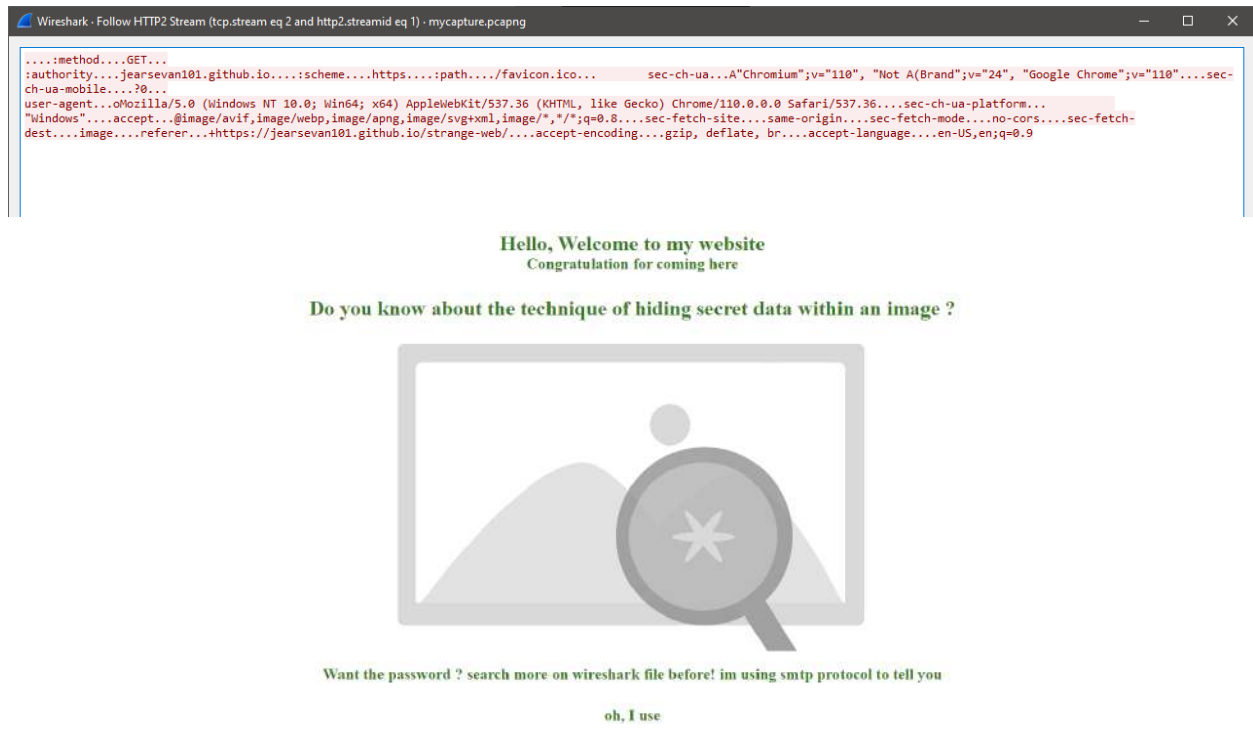 Wireshark · Follow HTTP2 Stream (tcp.stream eq 2 and http2.streamid eq 1) · mycapture.pcapng
....:method....GET...
:authority....jearsevan101.github.io....:scheme....https....:path..../favicon.ico...	sec-ch-ua...A"Chromium";v="110", "Not A(Brand";v="24", "Google Chrome";v="110"....sec-
ch-ua-mobile....?0...
user-agent...oMozilla/5.0 (Windows NT 10.0; Win64; x64) AppleWebKit/537.36 (KHTML, like Gecko) Chrome/110.0.0.0 Safari/537.36....sec-ch-ua-platform...
"Windows"....accept...@image/avif,image/webp,image/apng,image/svg+xml,image/*,*/*;q=0.8....sec-fetch-site....same-origin....sec-fetch-mode....no-cors....sec-fetch-
dest....image....referer...+https://jearsevan101.github.io/strange-web/....accept-encoding....gzip, deflate, br....accept-language....en-US,en;q=0.9
Hello, Welcome to my website
Congratulation for coming here
Do you know about the technique of hiding secret data within an image ?
Want the password ? search more on wireshark file before! im using smtp protocol to tell you
oh, I use